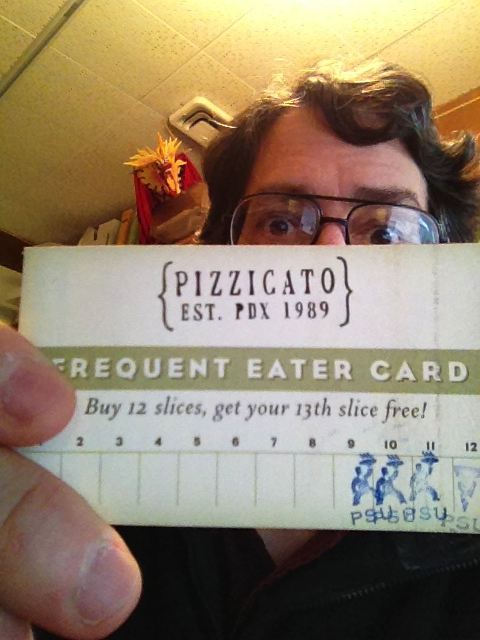 {PIZZICATO
EST. PDX 1989}
FREQUENT EATER CARD
Buy 12 slices, get your 13th slice free!
2 3 4 5 6 7 8 9 10 11 12
PSU PSU PSU PSU